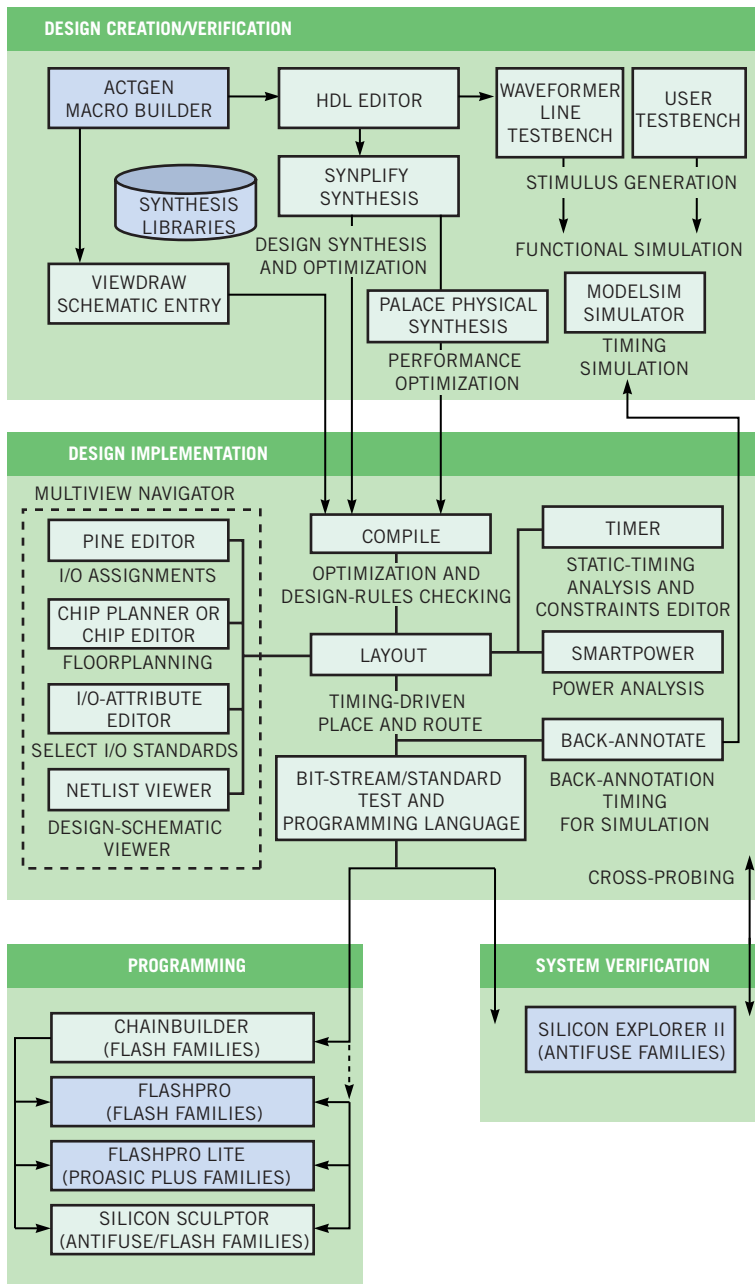 DESIGN CREATION/VERIFICATION
ACTGEN
MACRO BUILDER
HDL EDITOR
WAVEFORMER
LINE
TESTBENCH
USER
TESTBENCH
SYNTHESIS
LIBRARIES
SYNPLIFY
SYNTHESIS
STIMULUS GENERATION
DESIGN SYNTHESIS
AND OPTIMIZATION
FUNCTIONAL SIMULATION
VIEWDRAW
SCHEMATIC ENTRY
PALACE PHYSICAL
SYNTHESIS
MODELSIM
SIMULATOR
PERFORMANCE
OPTIMIZATION
TIMING
SIMULATION
DESIGN IMPLEMENTATION
MULTIVIEW NAVIGATOR
PINE EDITOR
I/O ASSIGNMENTS
CHIP PLANNER OR
CHIP EDITOR
FLOORPLANNING
I/O-ATTRIBUTE
EDITOR
SELECT I/O STANDARDS
NETLIST VIEWER
DESIGN-SCHEMATIC
VIEWER
COMPILE
OPTIMIZATION AND
DESIGN-RULES CHECKING
LAYOUT
TIMING-DRIVEN
PLACE AND ROUTE
BIT-STREAM/STANDARD
TEST AND
PROGRAMMING LANGUAGE
TIMER
STATIC-TIMING
ANALYSIS AND
CONSTRAINTS EDITOR
SMARTPOWER
POWER ANALYSIS
BACK-ANNOTATE
BACK-ANNOTATION
TIMING
FOR SIMULATION
CROSS-PROBING
PROGRAMMING
CHAINBUILDER
(FLASH FAMILIES)
FLASHPRO
(FLASH FAMILIES)
FLASHPRO LITE
(PROASIC PLUS FAMILIES)
SILICON SCULPTOR
(ANTIFUSE/FLASH FAMILIES)
SYSTEM VERIFICATION
SILICON EXPLORER II
(ANTIFUSE FAMILIES)